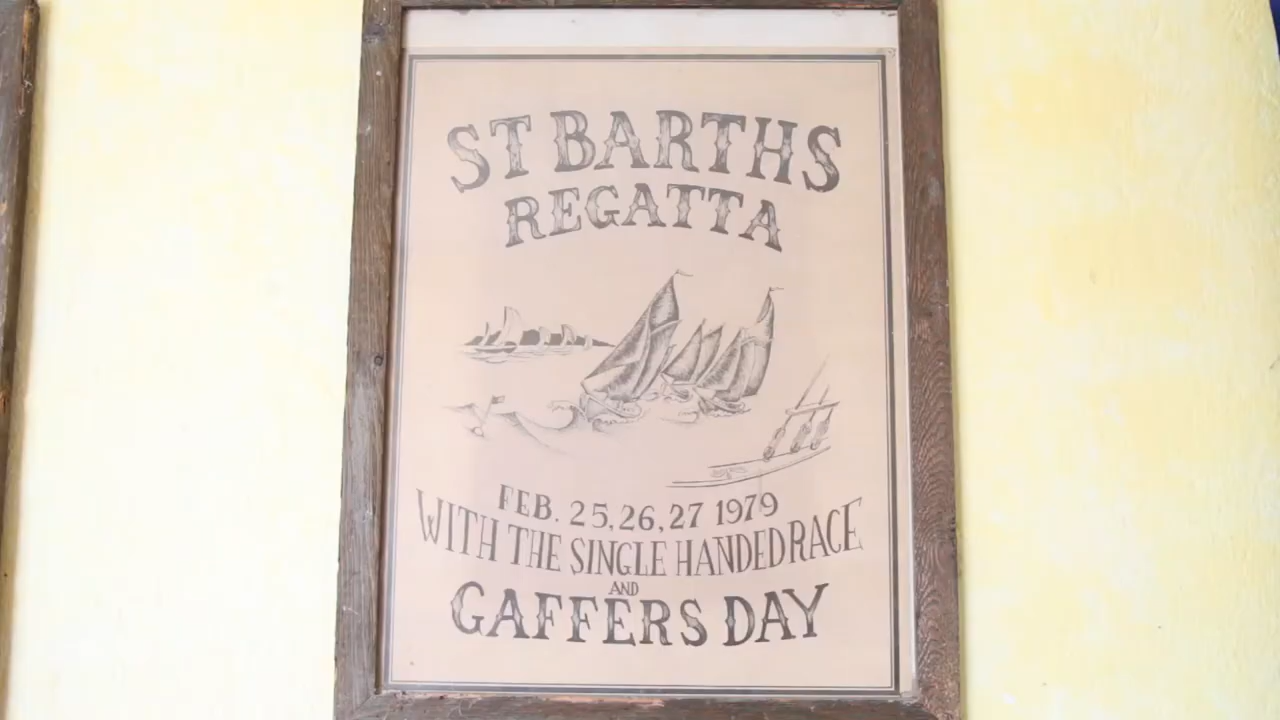 ST BARTHS
REGATTA
FEB. 25,26,27 1979
WITH THE SINGLE HANDED RACE
AND
GAFFERS DAY